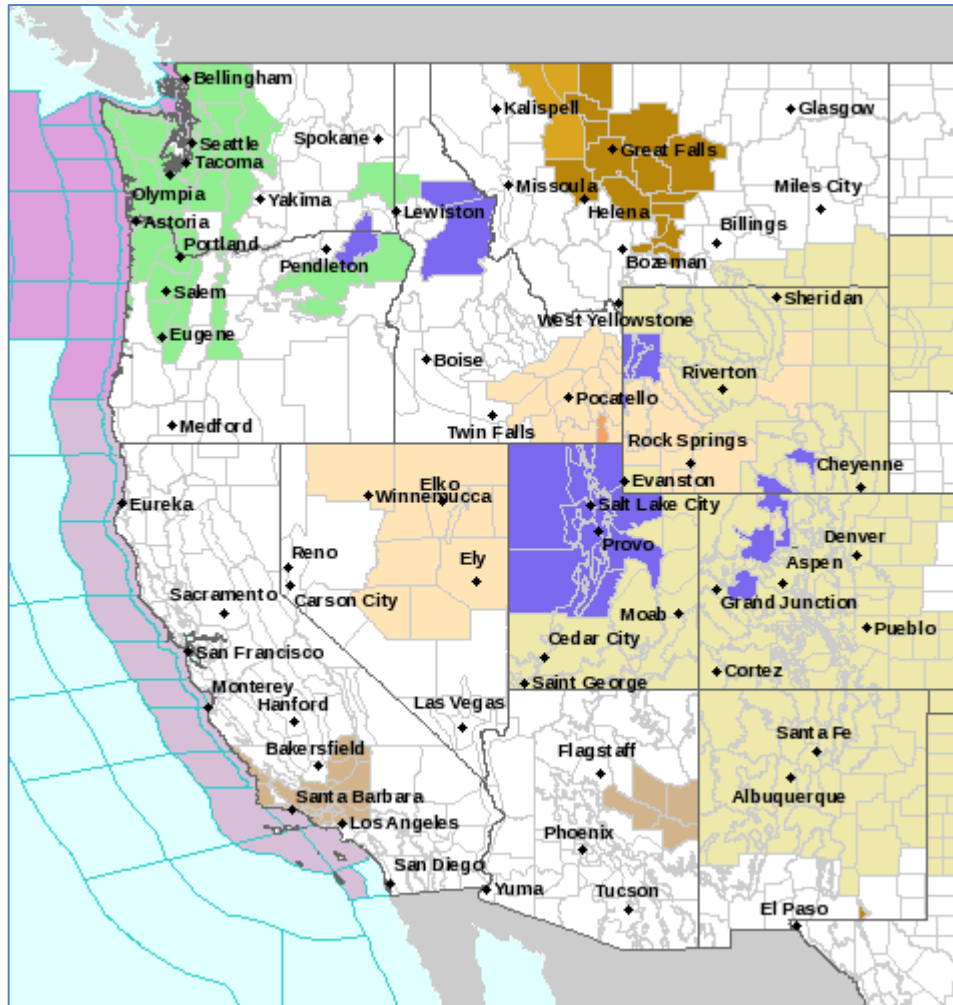 Bellingham
Kalispell
Glasgow
Spokane
Seattle
Great Falls
Tacoma
Olympia
Missoula
Miles City
Yakima
Helena
Astoria
Lewiston
Billings
Portland
Pendleton
Bozeman
Salem
Sheridan
West Yellowstone
Eugene
Boise
Riverton
Pocatello
Medford
Twin Falls
Rock Springs
Cheyenne
Elko
Evanston
Winnemucca
Eureka
Salt Lake City
Provo
Denver
Reno
Ely
Aspen
Sacramento
Carson City
Grand Junction
Moab
Pueblo
Cedar City
San Francisco
Cortez
Saint George
Monterey
Hanford
Las Vegas
Bakersfield
Flagstaff
Santa Fe
Albuquerque
Santa Barbara
Los Angeles
Phoenix
San Diego
Yuma
Tucson
El Paso